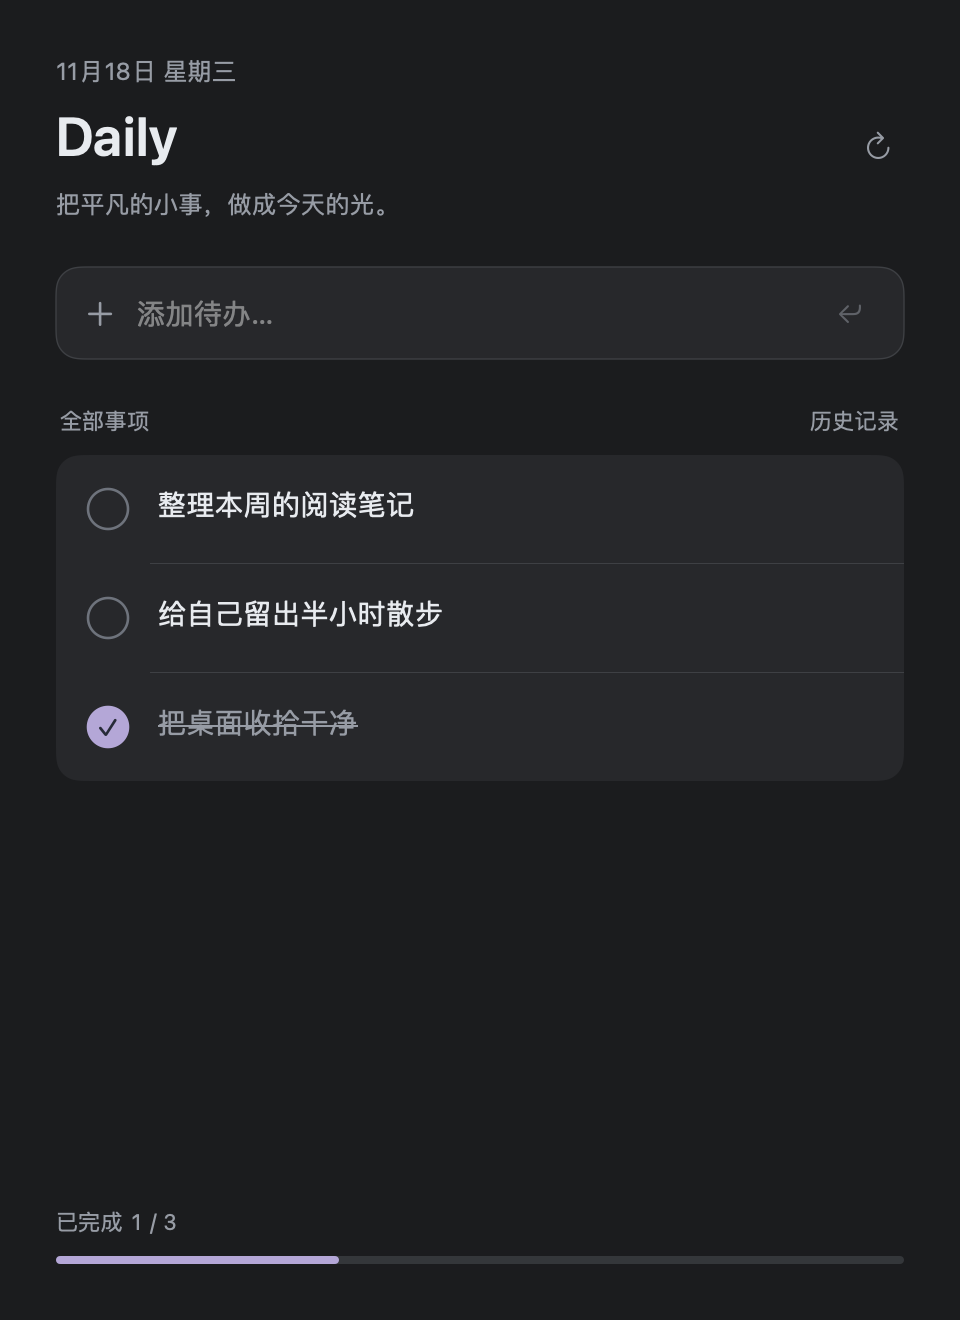 11月18日 星期三
Daily
把平凡的小事，做成今天的光。
添加待办...
全部事项 历史记录
整理本周的阅读笔记
给自己留出半小时散步
把桌面收拾干净
已完成 1 / 3